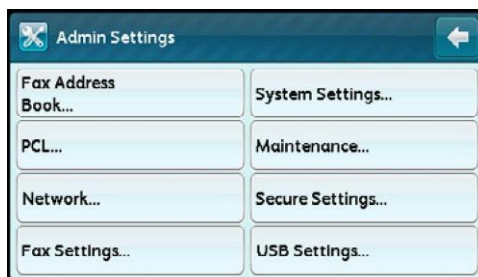 Admin Settings
Fax Address
Book...
System Settings...
PCL...
Maintenance...
Network...
Secure Settings...
Fax Settings...
USB Settings...